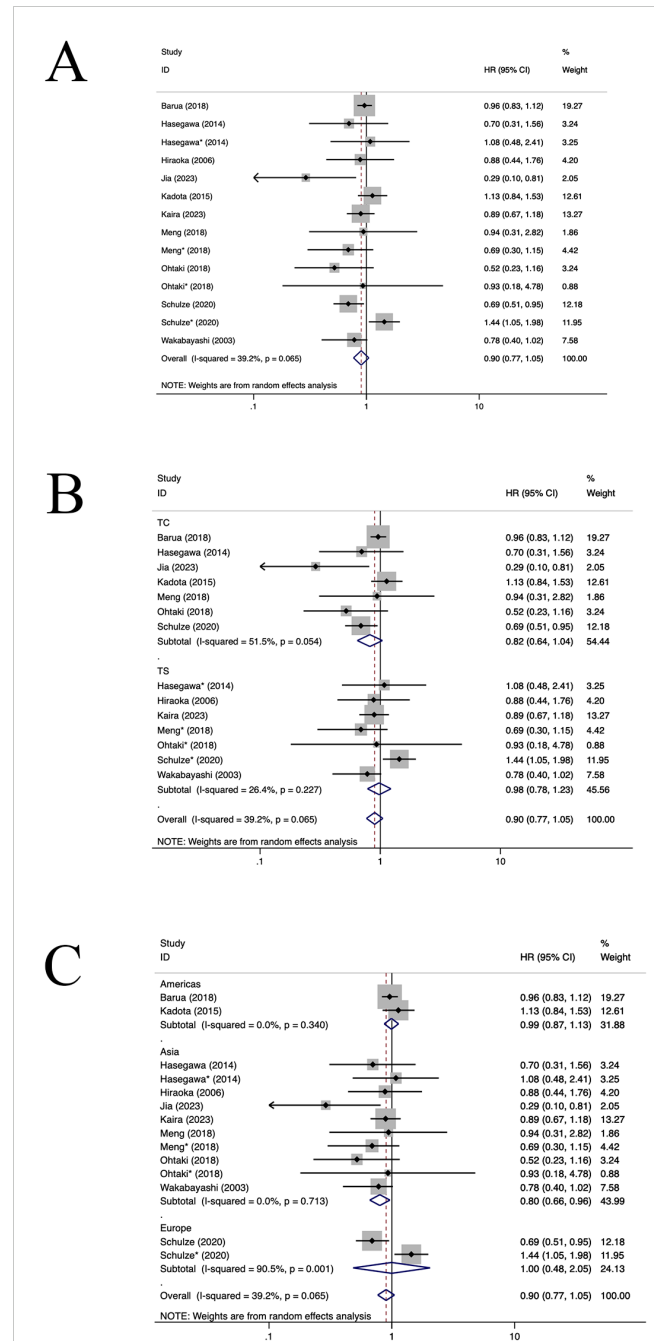 A
Study %
ID HR (95% CI) Weight
Barua (2018) 0.96 (0.83, 1.12) 19.27
Hasegawa (2014) 0.70 (0.31, 1.56) 3.24
Hasegawa* (2014) 1.08 (0.48, 2.41) 3.25
Hiraoka (2006) 0.88 (0.44, 1.76) 4.20
Jia (2023) 0.29 (0.10, 0.81) 2.05
Kadota (2015) 1.13 (0.84, 1.53) 12.61
Kaira (2023) 0.89 (0.67, 1.18) 13.27
Meng (2018) 0.94 (0.31, 2.82) 1.86
Meng* (2018) 0.69 (0.30, 1.15) 4.42
Ohtaki (2018) 0.52 (0.23, 1.16) 3.24
Ohtaki* (2018) 0.93 (0.18, 4.78) 0.88
Schulze (2020) 0.69 (0.51, 0.95) 12.18
Schulze* (2020) 1.44 (1.05, 1.98) 11.95
Wakabayashi (2003) 0.78 (0.40, 1.02) 7.58
Overall (I-squared = 39.2%, p = 0.065) 0.90 (0.77, 1.05) 100.00
NOTE: Weights are from random effects analysis
.1 1 10
B
Study %
ID HR (95% CI) Weight
TC
Barua (2018) 0.96 (0.83, 1.12) 19.27
Hasegawa (2014) 0.70 (0.31, 1.56) 3.24
Jia (2023) 0.29 (0.10, 0.81) 2.05
Kadota (2015) 1.13 (0.84, 1.53) 12.61
Meng (2018) 0.94 (0.31, 2.82) 1.86
Ohtaki (2018) 0.52 (0.23, 1.16) 3.24
Schulze (2020) 0.69 (0.51, 0.95) 12.18
Subtotal (I-squared = 51.5%, p = 0.054) 0.82 (0.64, 1.04) 54.44
.
TS
Hasegawa* (2014) 1.08 (0.48, 2.41) 3.25
Hiraoka (2006) 0.88 (0.44, 1.76) 4.20
Kaira (2023) 0.89 (0.67, 1.18) 13.27
Meng* (2018) 0.69 (0.30, 1.15) 4.42
Ohtaki* (2018) 0.93 (0.18, 4.78) 0.88
Schulze* (2020) 1.44 (1.05, 1.98) 11.95
Wakabayashi (2003) 0.78 (0.40, 1.02) 7.58
Subtotal (I-squared = 26.4%, p = 0.227) 0.98 (0.78, 1.23) 45.56
.
Overall (I-squared = 39.2%, p = 0.065) 0.90 (0.77, 1.05) 100.00
NOTE: Weights are from random effects analysis
.1 1 10
C
Study %
ID HR (95% CI) Weight
Americas
Barua (2018) 0.96 (0.83, 1.12) 19.27
Kadota (2015) 1.13 (0.84, 1.53) 12.61
Subtotal (I-squared = 0.0%, p = 0.340) 0.99 (0.87, 1.13) 31.88
.
Asia
Hasegawa (2014) 0.70 (0.31, 1.56) 3.24
Hasegawa* (2014) 1.08 (0.48, 2.41) 3.25
Hiraoka (2006) 0.88 (0.44, 1.76) 4.20
Jia (2023) 0.29 (0.10, 0.81) 2.05
Kaira (2023) 0.89 (0.67, 1.18) 13.27
Meng (2018) 0.94 (0.31, 2.82) 1.86
Meng* (2018) 0.69 (0.30, 1.15) 4.42
Ohtaki (2018) 0.52 (0.23, 1.16) 3.24
Ohtaki* (2018) 0.93 (0.18, 4.78) 0.88
Wakabayashi (2003) 0.78 (0.40, 1.02) 7.58
Subtotal (I-squared = 0.0%, p = 0.713) 0.80 (0.66, 0.96) 43.99
.
Europe
Schulze (2020) 0.69 (0.51, 0.95) 12.18
Schulze* (2020) 1.44 (1.05, 1.98) 11.95
Subtotal (I-squared = 90.5%, p = 0.001) 1.00 (0.48, 2.05) 24.13
.
Overall (I-squared = 39.2%, p = 0.065) 0.90 (0.77, 1.05) 100.00
NOTE: Weights are from random effects analysis
.1 1 10